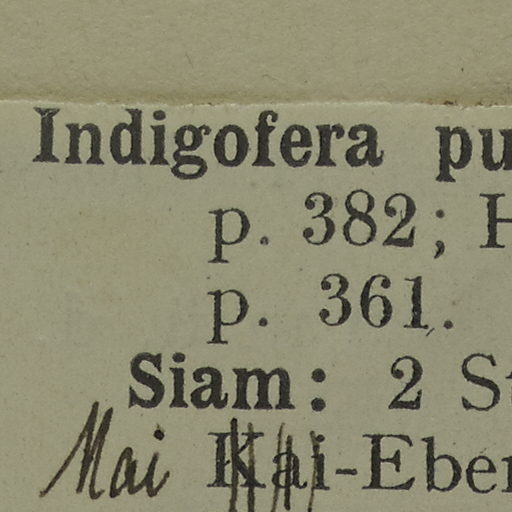 Indigofera pu
p. 382; H
p. 361.
Siam: 2 St
Mai Kai-Eber